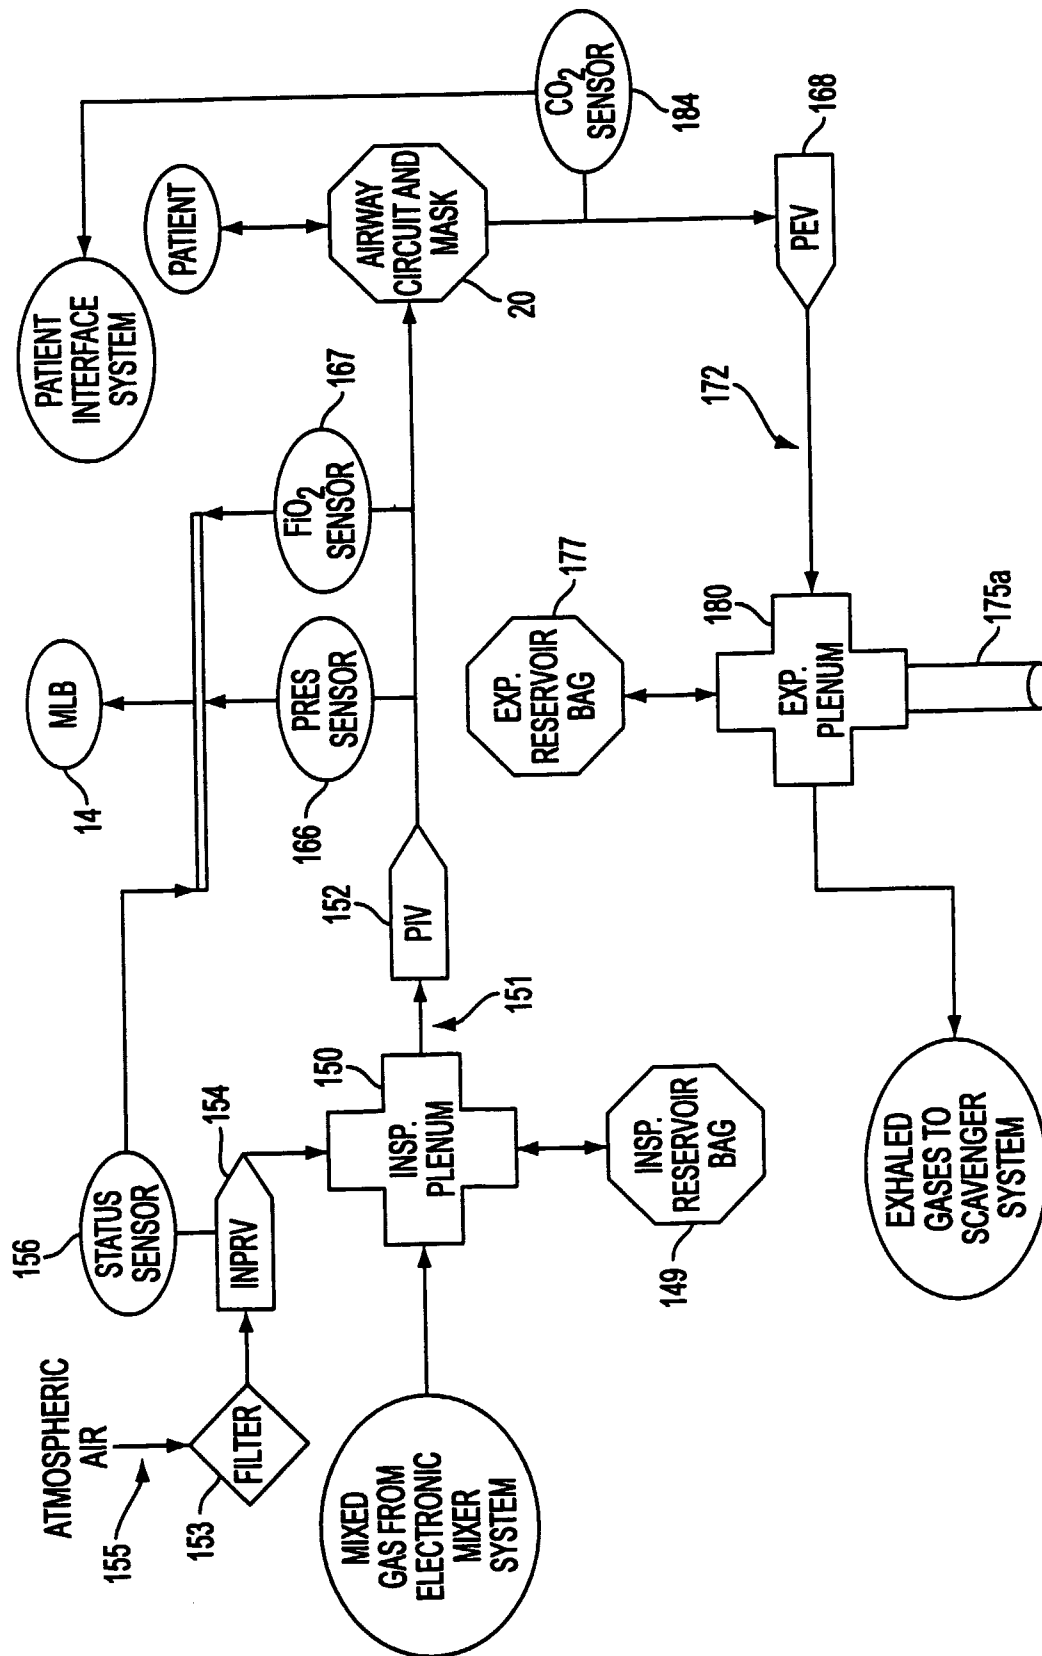 ATMOSPHERIC
AIR
155
153
FILTER
156
STATUS
SENSOR
INPRV
154
14
MLB
PATIENT
INTERFACE
SYSTEM
PATIENT
MIXED
GAS FROM
ELECTRONIC
MIXER
SYSTEM
INSP.
PLENUM
150
151
152
PIV
166
PRES
SENSOR
FiO2
SENSOR
167
AIRWAY
CIRCUIT AND
MASK
20
CO2
SENSOR
184
149
INSP.
RESERVOIR
BAG
EXP.
RESERVOIR
BAG
177
172
PEV
168
EXHALED
GASES TO
SCAVENGER
SYSTEM
EXP.
PLENUM
180
175a